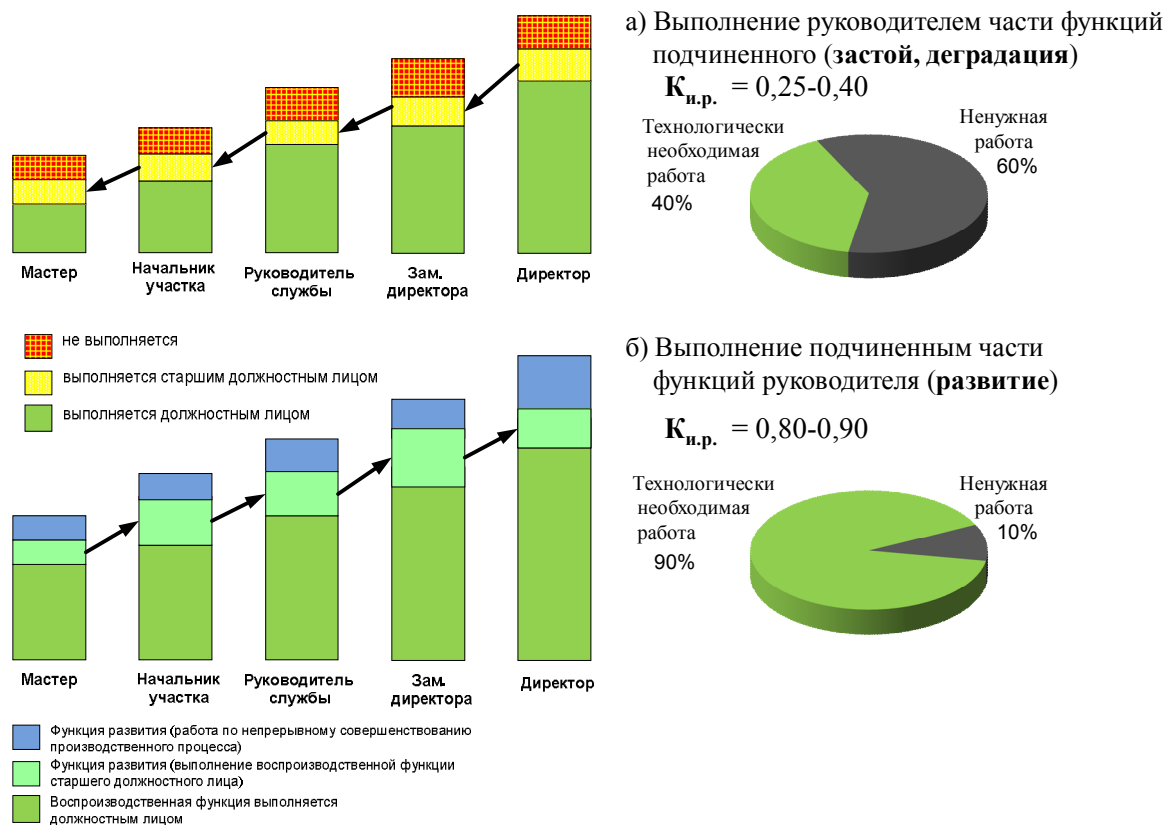 а) Выполнение руководителем части функций
подчиненного (застой, деградация)
Ки.р. = 0,25-0,40
Технологически
необходимая
работа
40%
Ненужная
работа
60%
Мастер
Начальник
участка
Руководитель
службы
Зам.
директора
Директор
не выполняется
выполняется старшим должностным лицом
выполняется должностным лицом
б) Выполнение подчиненным части
функций руководителя (развитие)
Ки.р. = 0,80-0,90
Технологически
необходимая
работа
90%
Ненужная
работа
10%
Мастер
Начальник
участка
Руководитель
службы
Зам.
директора
Директор
Функция развития (работа по непрерывному совершенствованию
производственного процесса)
Функция развития (выполнение воспроизводственной функции
старшего должностного лица)
Воспроизводственная функция выполняется
должностным лицом